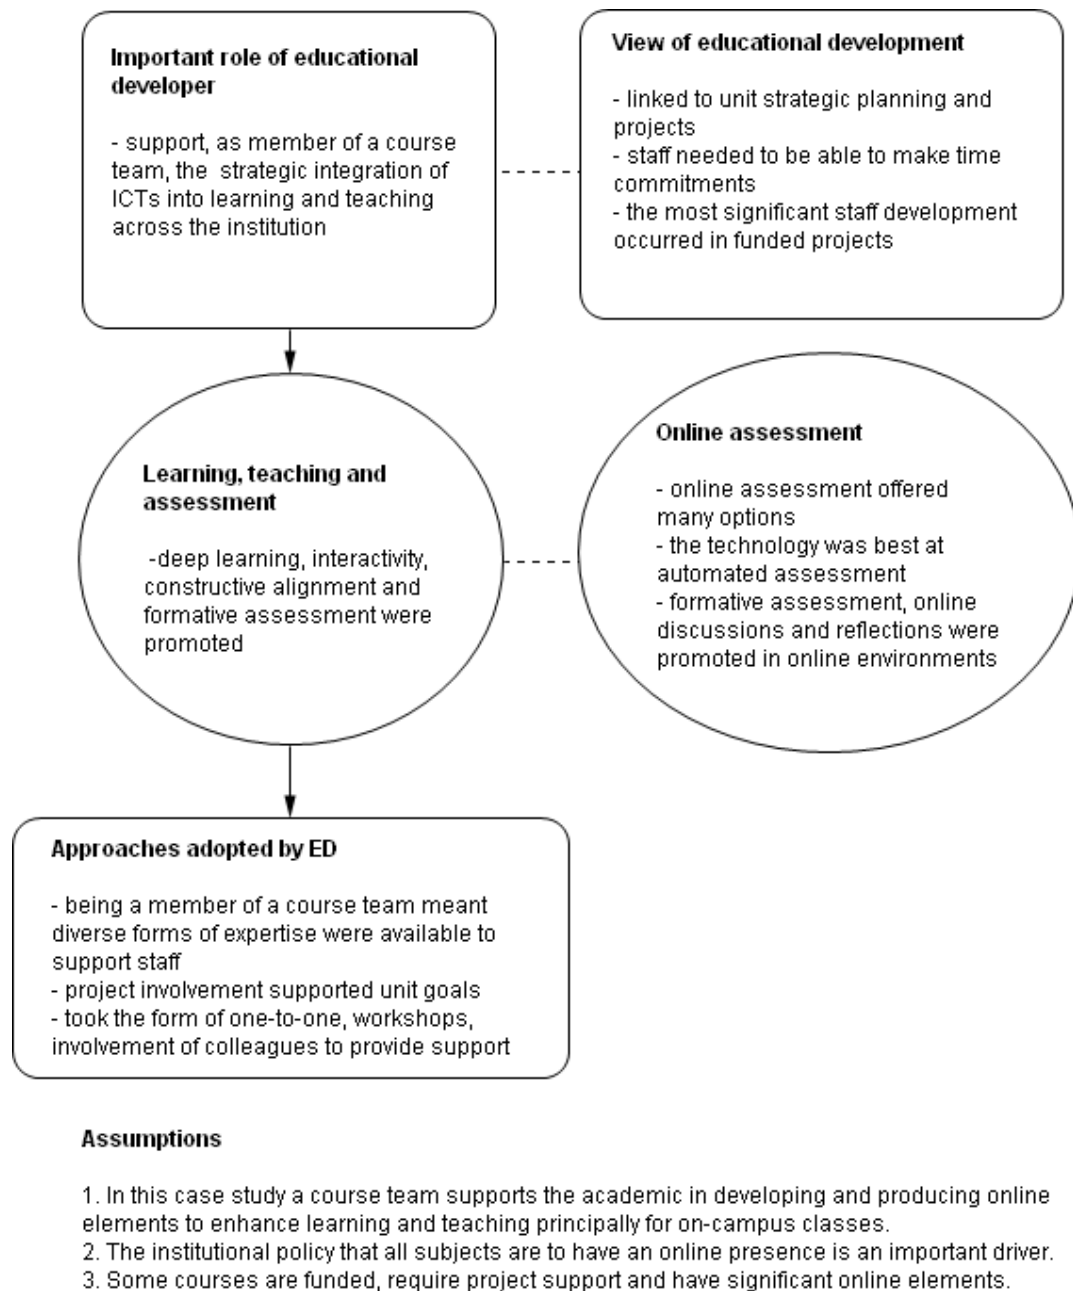 Important role of educational
developer
- support, as member of a course
team, the strategic integration of
ICTs into learning and teaching
across the institution
View of educational development
- linked to unit strategic planning and
projects
- staff needed to be able to make time
commitments
- the most significant staff development
occurred in funded projects
Learning, teaching and
assessment
-deep learning, interactivity,
constructive alignment and
formative assessment were
promoted
Online assessment
- online assessment offered
many options
- the technology was best at
automated assessment
- formative assessment, online
discussions and reflections were
promoted in online environments
Approaches adopted by ED
- being a member of a course team meant
diverse forms of expertise were available to
support staff
- project involvement supported unit goals
- took the form of one-to-one, workshops,
involvement of colleagues to provide support
Assumptions
1. In this case study a course team supports the academic in developing and producing online
elements to enhance learning and teaching principally for on-campus classes.
2. The institutional policy that all subjects are to have an online presence is an important driver.
3. Some courses are funded, require project support and have significant online elements.